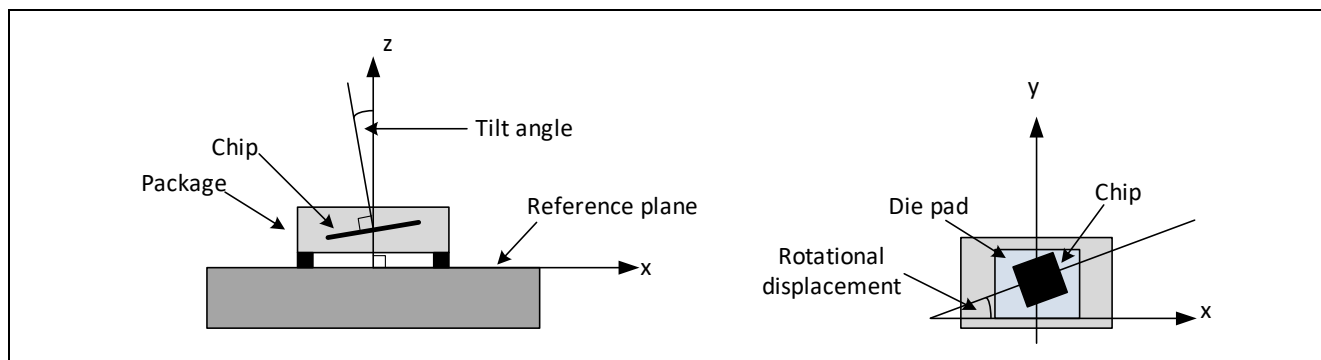 z
Tilt angle
Chip
Package
Reference plane
x
y
Die pad
Chip
Rotational
displacement
x